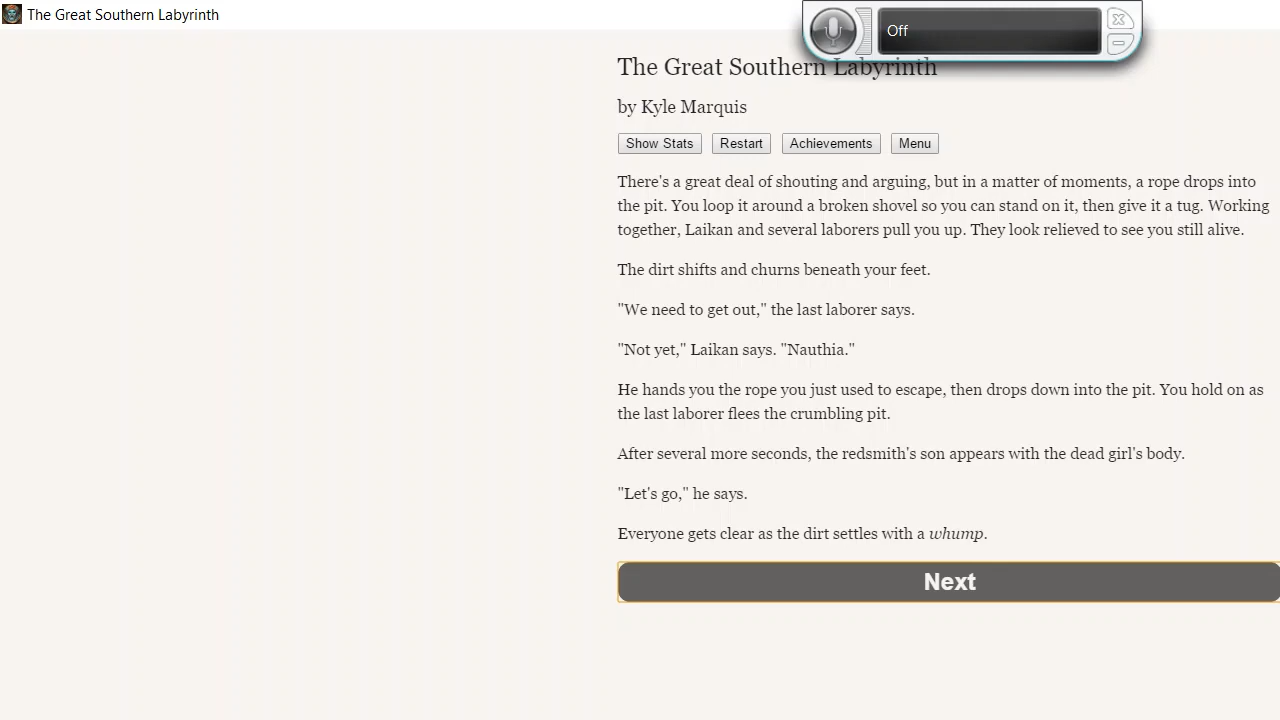 The Great Southern Labyrinth
Off
The Great Southern Labyrinth
by Kyle Marquis
Show Stats Restart Achievements Menu
There's a great deal of shouting and arguing, but in a matter of moments, a rope drops into
the pit. You loop it around a broken shovel so you can stand on it, then give it a tug. Working
together, Laikan and several laborers pull you up. They look relieved to see you still alive.
The dirt shifts and churns beneath your feet.
"We need to get out," the last laborer says.
"Not yet," Laikan says. "Nauthia."
He hands you the rope you just used to escape, then drops down into the pit. You hold on as
the last laborer flees the crumbling pit.
After several more seconds, the redsmith's son appears with the dead girl's body.
"Let's go," he says.
Everyone gets clear as the dirt settles with a whump.
Next